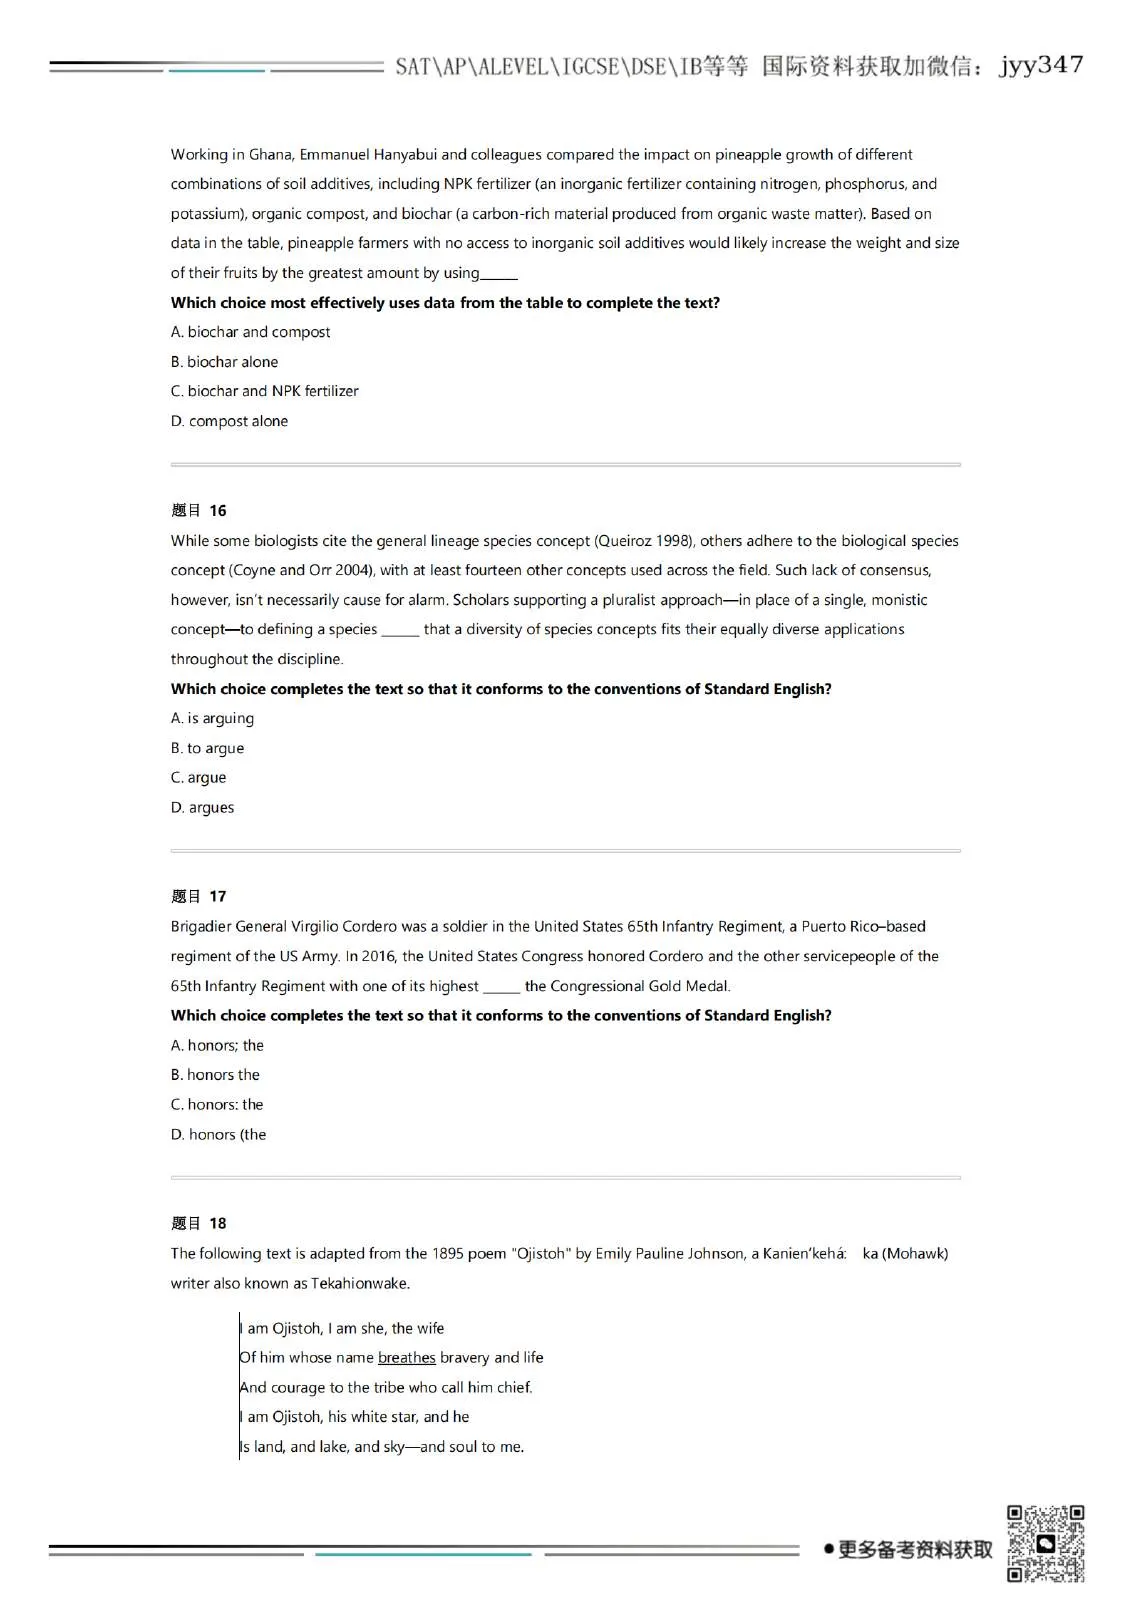 SAT\AP\ALEVEL\IGCSE\DSE\IB等等 国际资料获取加微信: jyy347
Working in Ghana, Emmanuel Hanyabui and colleagues compared the impact on pineapple growth of different
combinations of soil additives, including NPK fertilizer (an inorganic fertilizer containing nitrogen, phosphorus, and
potassium), organic compost, and biochar (a carbon-rich material produced from organic waste matter). Based on
data in the table, pineapple farmers with no access to inorganic soil additives would likely increase the weight and size
of their fruits by the greatest amount by using_____
Which choice most effectively uses data from the table to complete the text?
A. biochar and compost
B. biochar alone
C. biochar and NPK fertilizer
D. compost alone
题目 16
While some biologists cite the general lineage species concept (Queiroz 1998), others adhere to the biological species
concept (Coyne and Orr 2004), with at least fourteen other concepts used across the field. Such lack of consensus,
however, isn't necessarily cause for alarm. Scholars supporting a pluralist approach—in place of a single, monistic
concept—to defining a species _____ that a diversity of species concepts fits their equally diverse applications
throughout the discipline.
Which choice completes the text so that it conforms to the conventions of Standard English?
A. is arguing
B. to argue
C. argue
D. argues
题目 17
Brigadier General Virgilio Cordero was a soldier in the United States 65th Infantry Regiment, a Puerto Rico–based
regiment of the US Army. In 2016, the United States Congress honored Cordero and the other servicepeople of the
65th Infantry Regiment with one of its highest _____ the Congressional Gold Medal.
Which choice completes the text so that it conforms to the conventions of Standard English?
A. honors; the
B. honors the
C. honors: the
D. honors (the
题目 18
The following text is adapted from the 1895 poem "Ojistoh" by Emily Pauline Johnson, a Kanien'kehá: ka (Mohawk)
writer also known as Tekahionwake.
I am Ojistoh, I am she, the wife
Of him whose name breathes bravery and life
And courage to the tribe who call him chief.
I am Ojistoh, his white star, and he
Is land, and lake, and sky—and soul to me.
●更多备考资料获取